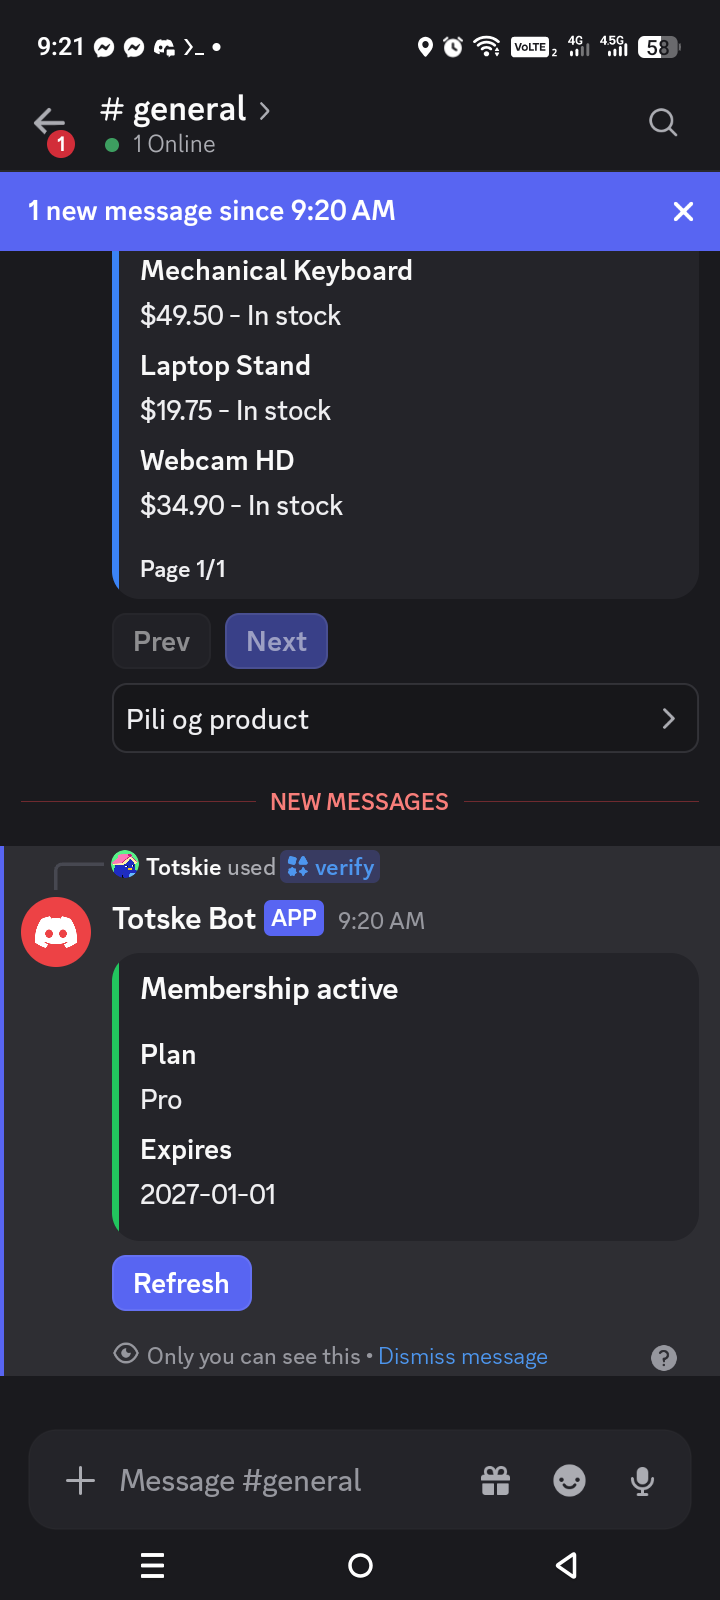 9:21
VoLTE 2 4G 4.5G 58
# general
1
1 Online
1 new message since 9:20 AM
Mechanical Keyboard
$49.50 - In stock
Laptop Stand
$19.75 - In stock
Webcam HD
$34.90 - In stock
Page 1/1
Prev Next
Pili og product
NEW MESSAGES
Totskie used verify
Totske Bot APP 9:20 AM
Membership active
Plan
Pro
Expires
2027-01-01
Refresh
Only you can see this • Dismiss message
Message #general